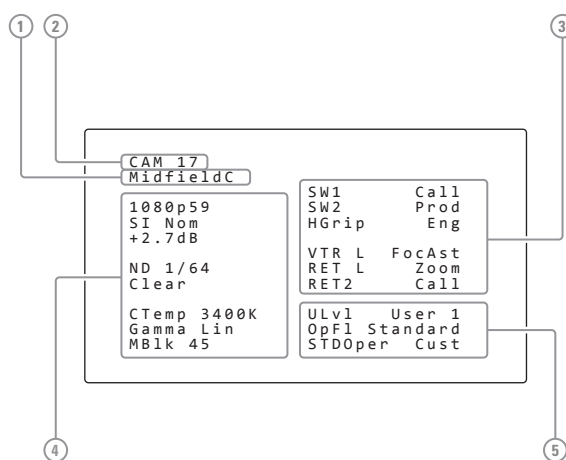 1 2 3
CAM 17
MidfieldC
1080p59
SI Nom
+2.7dB
ND 1/64
Clear
CTemp 3400K
Gamma Lin
MBlk 45
SW1 Call
SW2 Prod
HGrip Eng
VTR L FocAst
RET L Zoom
RET2 Call
ULvl User 1
OpFl Standard
STDOper Cust
4 5